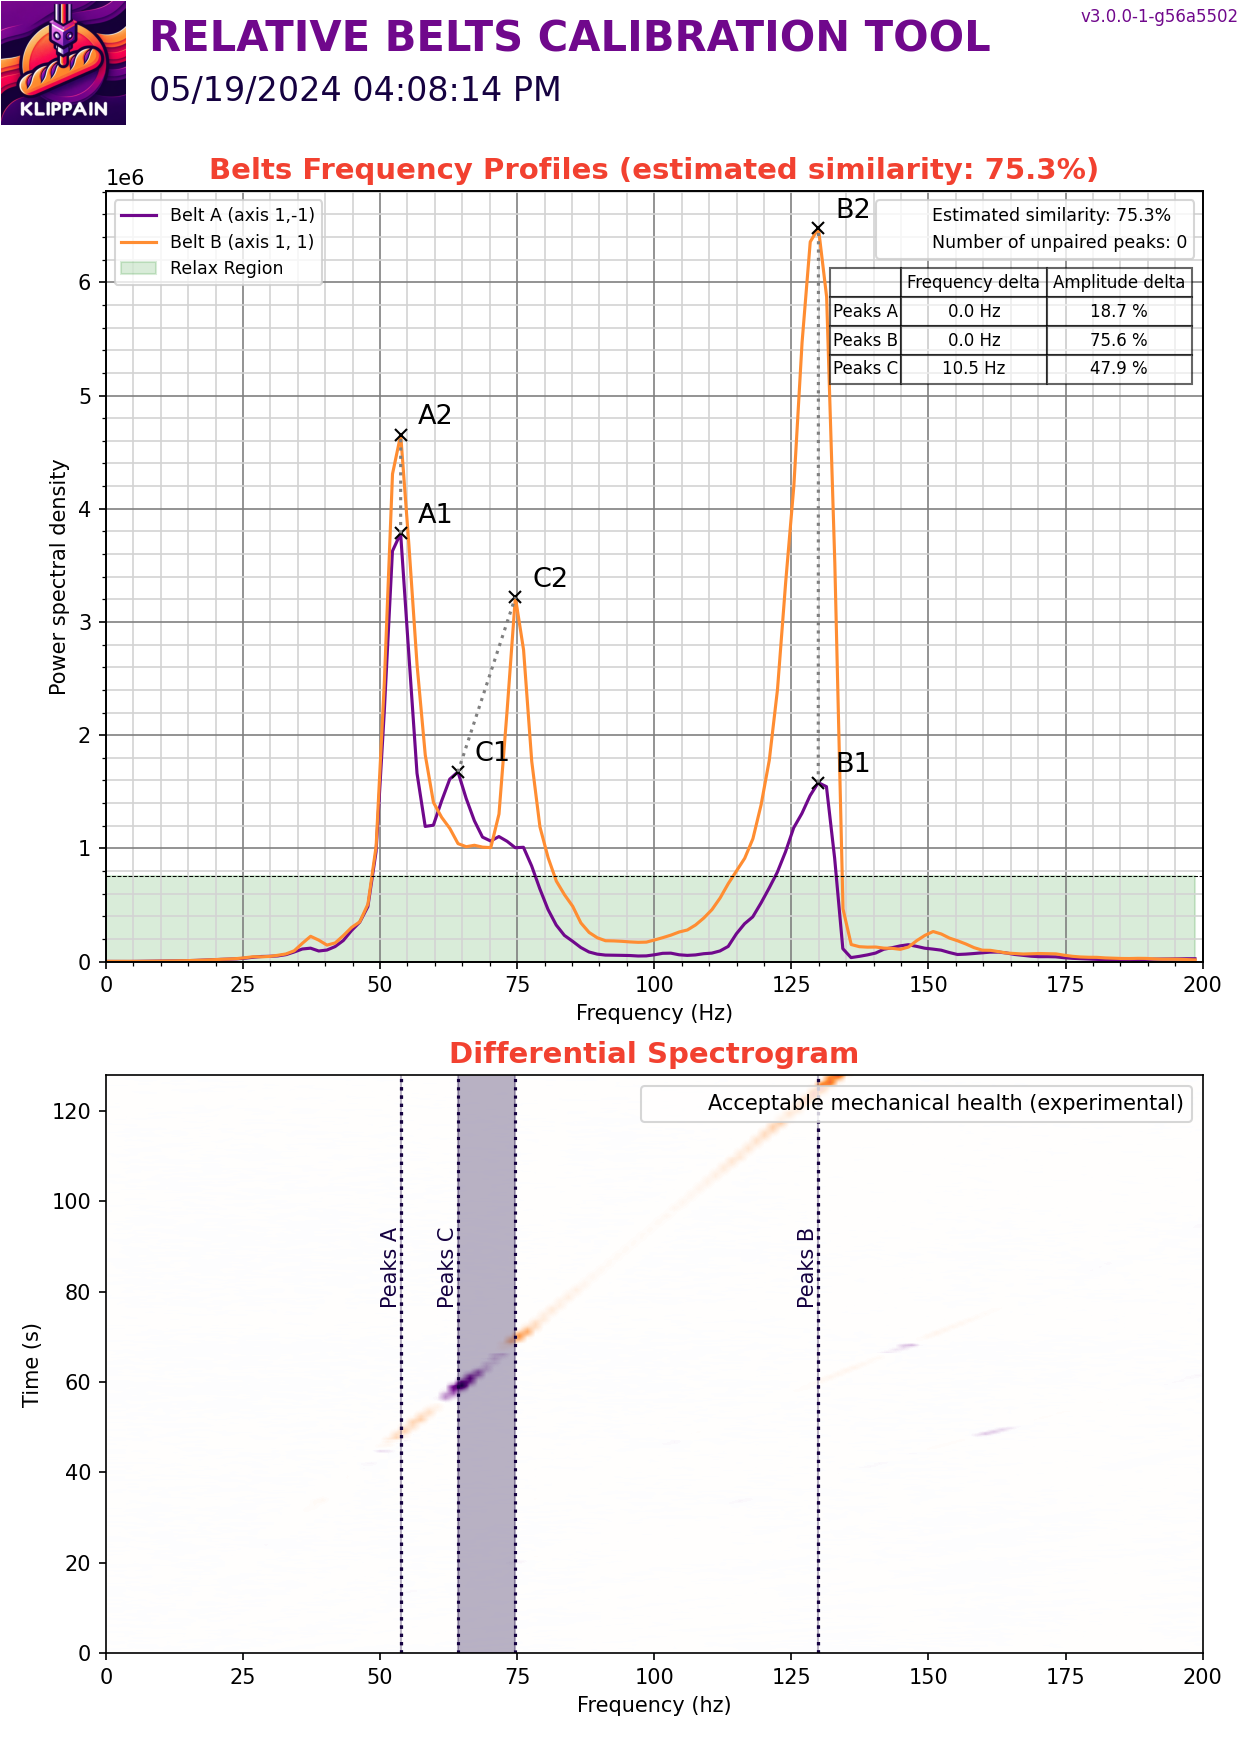 KLIPPAIN
RELATIVE BELTS CALIBRATION TOOL
v3.0.0-1-g56a5502
05/19/2024 04:08:14 PM
Belts Frequency Profiles (estimated similarity: 75.3%)
1e6
Belt A (axis 1,-1)
Belt B (axis 1, 1)
Relax Region
B2
Estimated similarity: 75.3%
Number of unpaired peaks: 0
Frequency delta Amplitude delta
Peaks A 0.0 Hz 18.7 %
Peaks B 0.0 Hz 75.6 %
Peaks C 10.5 Hz 47.9 %
A2
A1
C2
C1
B1
6
5
4
3
2
1
0
Power spectral density
0 25 50 75 100 125 150 175 200
Frequency (Hz)
Differential Spectrogram
Acceptable mechanical health (experimental)
Peaks A
Peaks C
Peaks B
120
100
80
60
40
20
0
Time (s)
0 25 50 75 100 125 150 175 200
Frequency (hz)